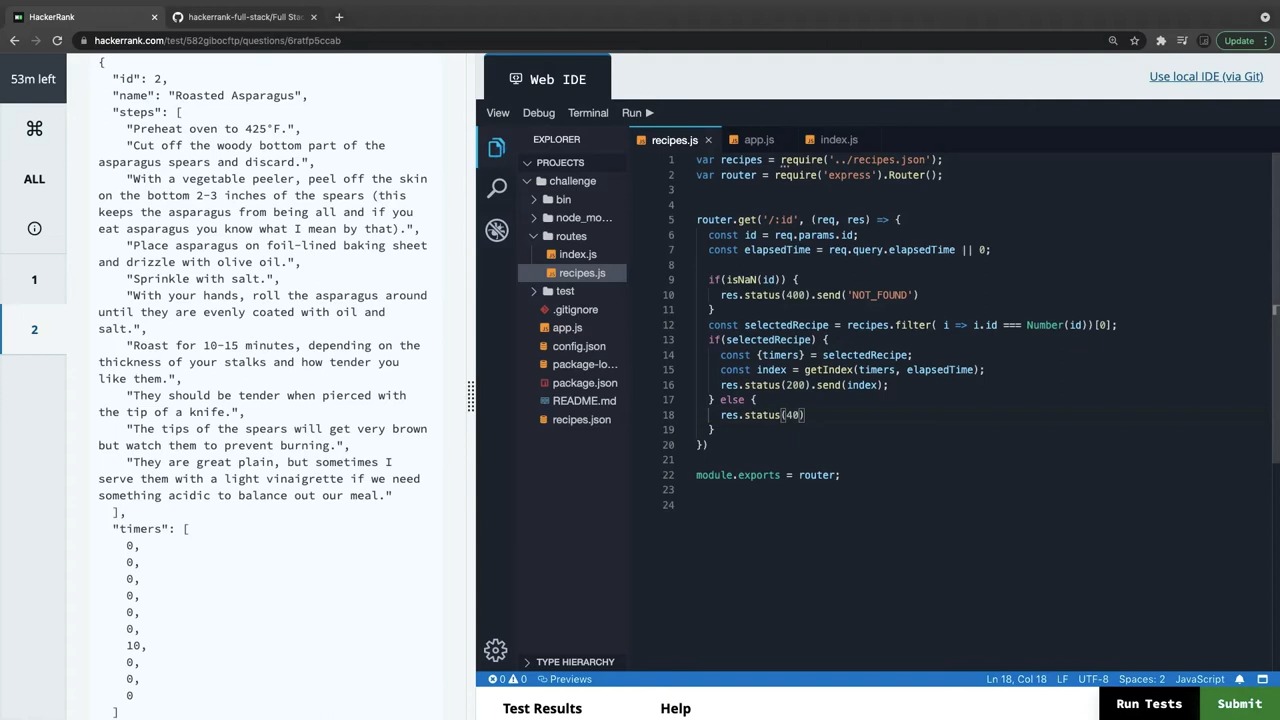 HackerRank
hackerrank-full-stack/Full Stac
hackerrank.com/test/582gibocftp/questions/6ratfp5ccab
Update
53m left
ALL
1
2
{
"id": 2,
"name": "Roasted Asparagus",
"steps": [
"Preheat oven to 425°F.",
"Cut off the woody bottom part of the
asparagus spears and discard.",
"With a vegetable peeler, peel off the skin
on the bottom 2-3 inches of the spears (this
keeps the asparagus from being all and if you
eat asparagus you know what I mean by that).",
"Place asparagus on foil-lined baking sheet
and drizzle with olive oil.",
"Sprinkle with salt.",
"With your hands, roll the asparagus around
until they are evenly coated with oil and
salt.",
"Roast for 10-15 minutes, depending on the
thickness of your stalks and how tender you
like them.",
"They should be tender when pierced with
the tip of a knife.",
"The tips of the spears will get very brown
but watch them to prevent burning.",
"They are great plain, but sometimes I
serve them with a light vinaigrette if we need
something acidic to balance out our meal."
],
"timers": [
0,
0,
0,
0,
0,
0,
10,
0,
0,
0
]
Web IDE
Use local IDE (via Git)
View Debug Terminal Run
EXPLORER
PROJECTS
challenge
bin
node_mo...
routes
index.js
recipes.js
test
.gitignore
app.js
config.json
package-lo...
package.json
README.md
recipes.json
TYPE HIERARCHY
recipes.js app.js index.js
1 var recipes = require('../recipes.json');
2 var router = require('express').Router();
3
4
5 router.get('/:id', (req, res) => {
6 const id = req.params.id;
7 const elapsedTime = req.query.elapsedTime || 0;
8
9 if(isNaN(id)) {
10 res.status(400).send('NOT_FOUND')
11 }
12 const selectedRecipe = recipes.filter( i => i.id === Number(id))[0];
13 if(selectedRecipe) {
14 const {timers} = selectedRecipe;
15 const index = getIndex(timers, elapsedTime);
16 res.status(200).send(index);
17 } else {
18 res.status(40)
19 }
20 })
21
22 module.exports = router;
23
24
0 0 Previews
Ln 18, Col 18 LF UTF-8 Spaces: 2 JavaScript
Test Results Help
Run Tests Submit